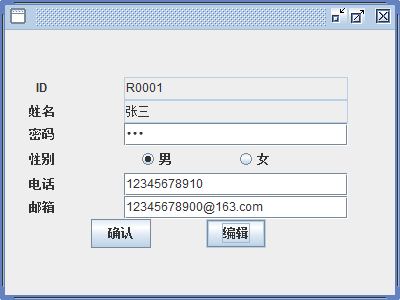 ID R0001
姓名 张三
密码 •••
性别 男 女
电话 12345678910
邮箱 12345678900@163.com
确认 编辑